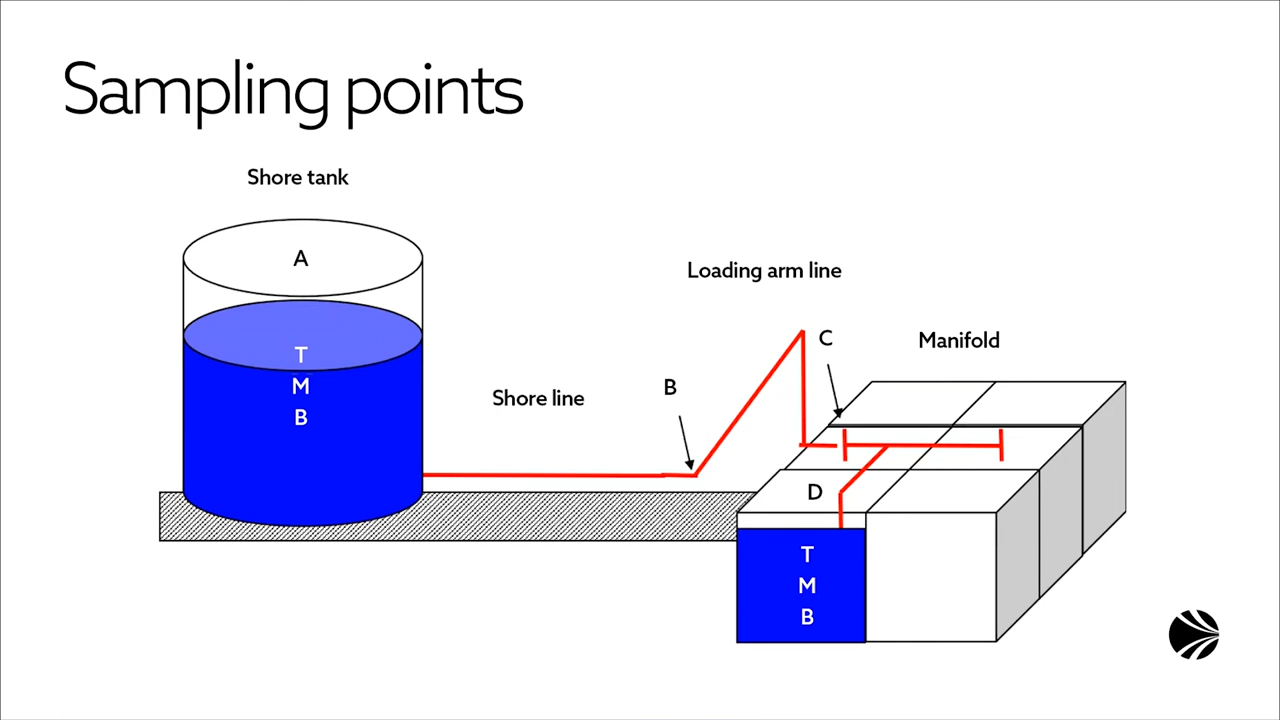 Sampling points
Shore tank
A
T
M
B
Shore line
B
Loading arm line
C
Manifold
D
T
M
B